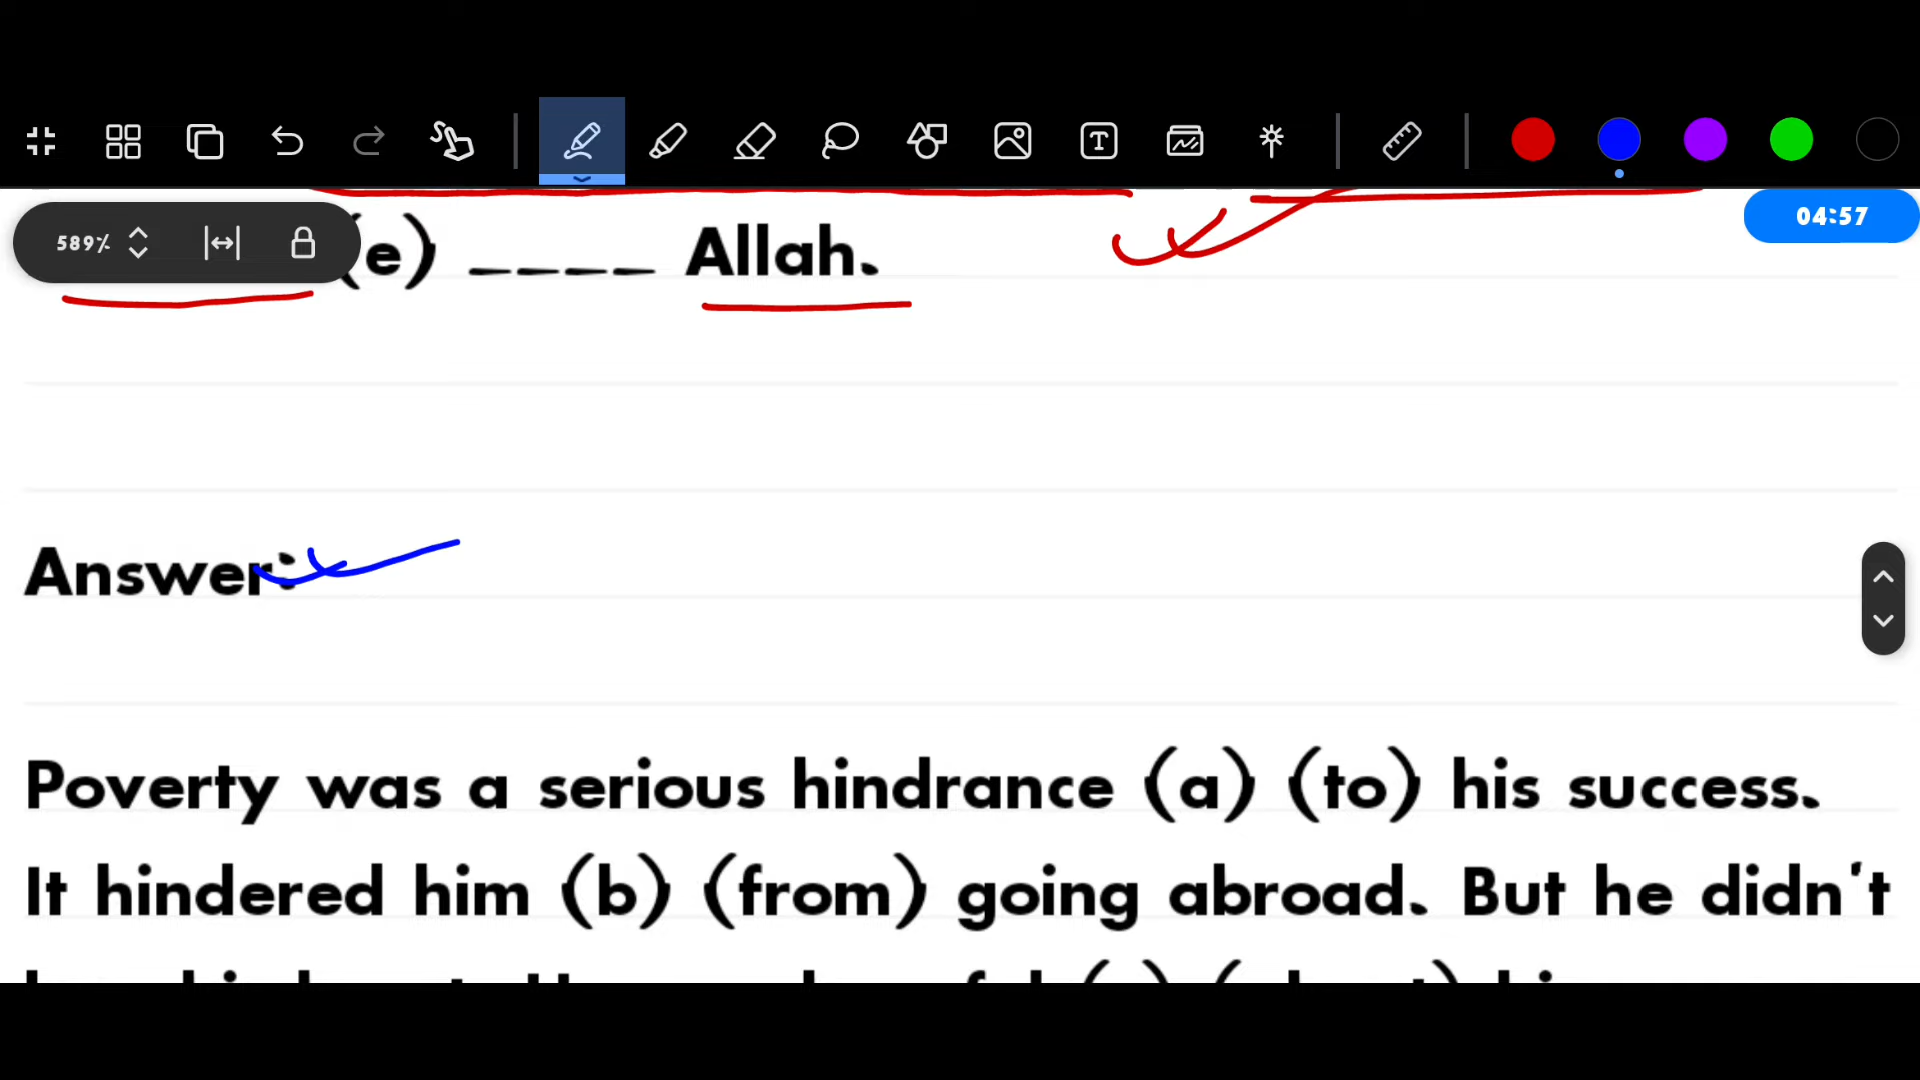 04:57
589%
(e) ____ Allah.
Answer:
Poverty was a serious hindrance (a) (to) his success.
It hindered him (b) (from) going abroad. But he didn't